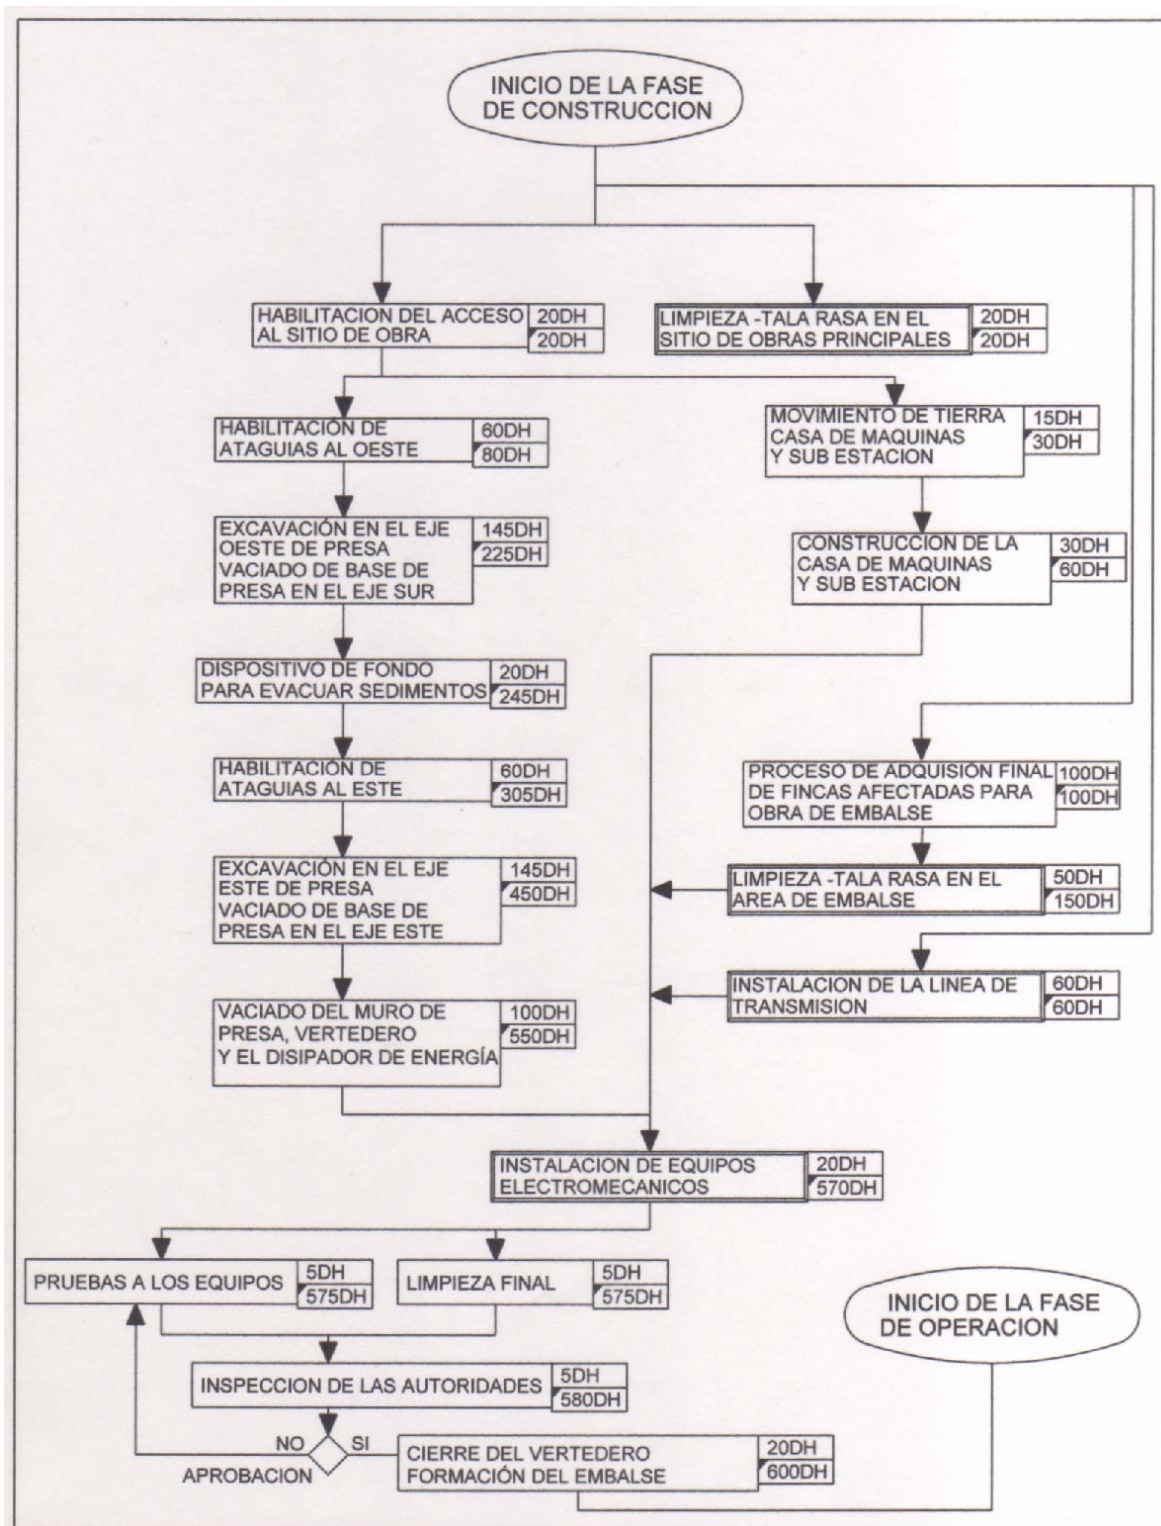 INICIO DE LA FASE
DE CONSTRUCCION
HABILITACION DEL ACCESO
AL SITIO DE OBRA
20DH
20DH
LIMPIEZA -TALA RASA EN EL
SITIO DE OBRAS PRINCIPALES
20DH
20DH
HABILITACIÓN DE
ATAGUIAS AL OESTE
60DH
80DH
MOVIMIENTO DE TIERRA
CASA DE MAQUINAS
Y SUB ESTACION
15DH
30DH
EXCAVACIÓN EN EL EJE
OESTE DE PRESA
VACIADO DE BASE DE
PRESA EN EL EJE SUR
145DH
225DH
CONSTRUCCION DE LA
CASA DE MAQUINAS
Y SUB ESTACION
30DH
60DH
DISPOSITIVO DE FONDO
PARA EVACUAR SEDIMENTOS
20DH
245DH
HABILITACIÓN DE
ATAGUIAS AL ESTE
60DH
305DH
PROCESO DE ADQUISIÓN FINAL
DE FINCAS AFECTADAS PARA
OBRA DE EMBALSE
100DH
100DH
EXCAVACIÓN EN EL EJE
ESTE DE PRESA
VACIADO DE BASE DE
PRESA EN EL EJE ESTE
145DH
450DH
LIMPIEZA -TALA RASA EN EL
AREA DE EMBALSE
50DH
150DH
INSTALACION DE LA LINEA DE
TRANSMISION
60DH
60DH
VACIADO DEL MURO DE
PRESA, VERTEDERO
Y EL DISIPADOR DE ENERGÍA
100DH
550DH
INSTALACION DE EQUIPOS
ELECTROMECANICOS
20DH
570DH
PRUEBAS A LOS EQUIPOS
5DH
575DH
LIMPIEZA FINAL
5DH
575DH
INICIO DE LA FASE
DE OPERACION
INSPECCION DE LAS AUTORIDADES
5DH
580DH
NO
SI
APROBACION
CIERRE DEL VERTEDERO
FORMACIÓN DEL EMBALSE
20DH
600DH